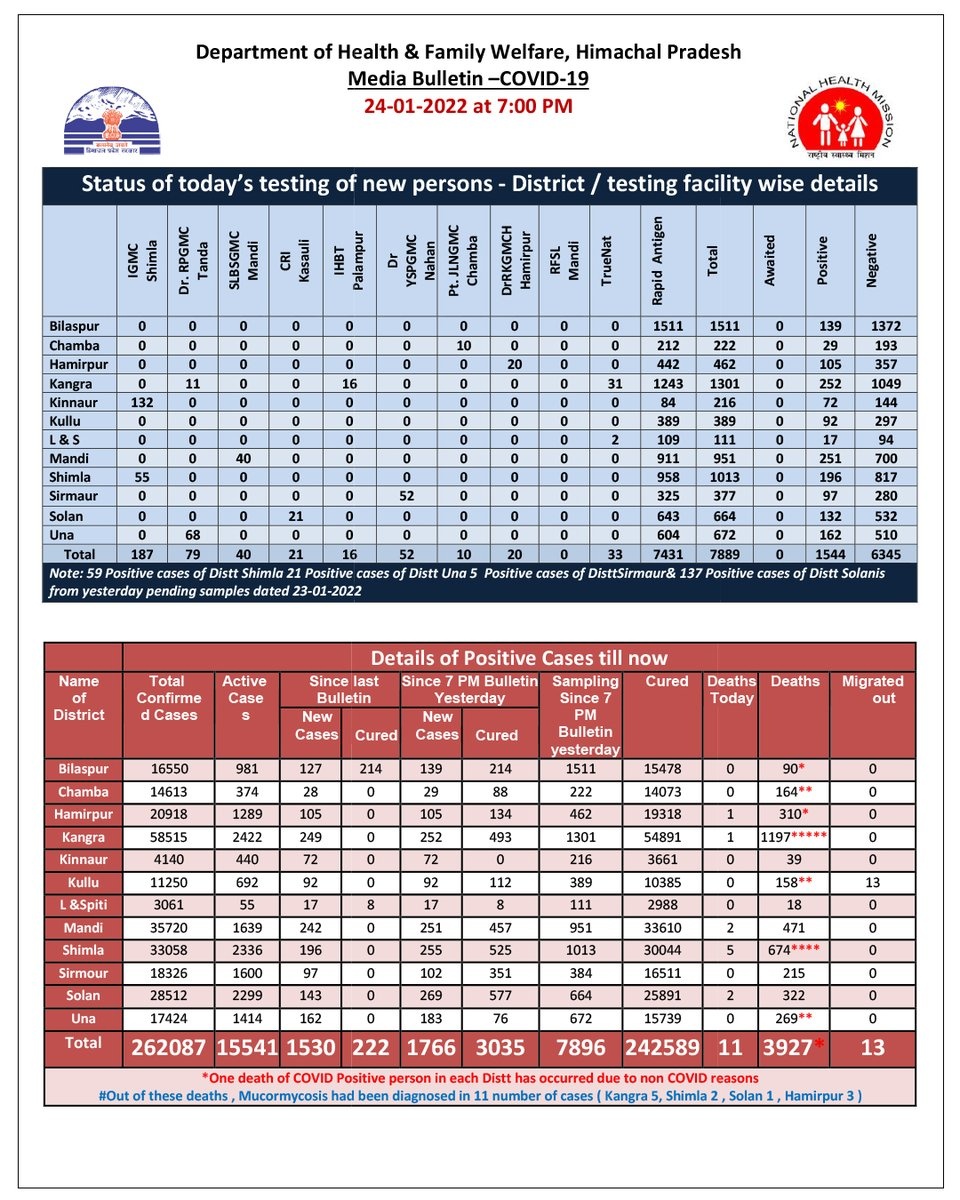 Department of Health & Family Welfare, Himachal Pradesh
Media Bulletin –COVID-19
24-01-2022 at 7:00 PM
हिमाचल प्रदेश सरकार
NATIONAL HEALTH MISSION
राष्ट्रीय स्वास्थ्य मिशन
Status of today's testing of new persons - District / testing facility wise details
IGMC Shimla Dr. RPGMC Tanda SLBSGMC Mandi CRI Kasauli IHBT Palampur Dr YSPGMC Nahan Pt. JLNGMC Chamba DrRKGMCH Hamirpur RFSL Mandi TrueNat Rapid Antigen Total Awaited Positive Negative
Bilaspur 0 0 0 0 0 0 0 0 0 0 1511 1511 0 139 1372
Chamba 0 0 0 0 0 0 10 0 0 0 212 222 0 29 193
Hamirpur 0 0 0 0 0 0 0 20 0 0 442 462 0 105 357
Kangra 0 11 0 0 16 0 0 0 0 31 1243 1301 0 252 1049
Kinnaur 132 0 0 0 0 0 0 0 0 0 84 216 0 72 144
Kullu 0 0 0 0 0 0 0 0 0 0 389 389 0 92 297
L & S 0 0 0 0 0 0 0 0 0 2 109 111 0 17 94
Mandi 0 0 40 0 0 0 0 0 0 0 911 951 0 251 700
Shimla 55 0 0 0 0 0 0 0 0 0 958 1013 0 196 817
Sirmaur 0 0 0 0 0 52 0 0 0 0 325 377 0 97 280
Solan 0 0 0 21 0 0 0 0 0 0 643 664 0 132 532
Una 0 68 0 0 0 0 0 0 0 0 604 672 0 162 510
Total 187 79 40 21 16 52 10 20 0 33 7431 7889 0 1544 6345
Note: 59 Positive cases of Distt Shimla 21 Positive cases of Distt Una 5 Positive cases of DisttSirmaur& 137 Positive cases of Distt Solanis
from yesterday pending samples dated 23-01-2022
Details of Positive Cases till now
Name of District Total Confirme d Cases Active Case s Since last Bulletin Since 7 PM Bulletin Yesterday Sampling Since 7 PM Bulletin yesterday Cured Deaths Today Deaths Migrated out
New Cases Cured New Cases Cured
Bilaspur 16550 981 127 214 139 214 1511 15478 0 90* 0
Chamba 14613 374 28 0 29 88 222 14073 0 164** 0
Hamirpur 20918 1289 105 0 105 134 462 19318 1 310* 0
Kangra 58515 2422 249 0 252 493 1301 54891 1 1197***** 0
Kinnaur 4140 440 72 0 72 0 216 3661 0 39 0
Kullu 11250 692 92 0 92 112 389 10385 0 158** 13
L &Spiti 3061 55 17 8 17 8 111 2988 0 18 0
Mandi 35720 1639 242 0 251 457 951 33610 2 471 0
Shimla 33058 2336 196 0 255 525 1013 30044 5 674**** 0
Sirmour 18326 1600 97 0 102 351 384 16511 0 215 0
Solan 28512 2299 143 0 269 577 664 25891 2 322 0
Una 17424 1414 162 0 183 76 672 15739 0 269** 0
Total 262087 15541 1530 222 1766 3035 7896 242589 11 3927* 13
*One death of COVID Positive person in each Distt has occurred due to non COVID reasons
#Out of these deaths , Mucormycosis had been diagnosed in 11 number of cases ( Kangra 5, Shimla 2 , Solan 1 , Hamirpur 3 )